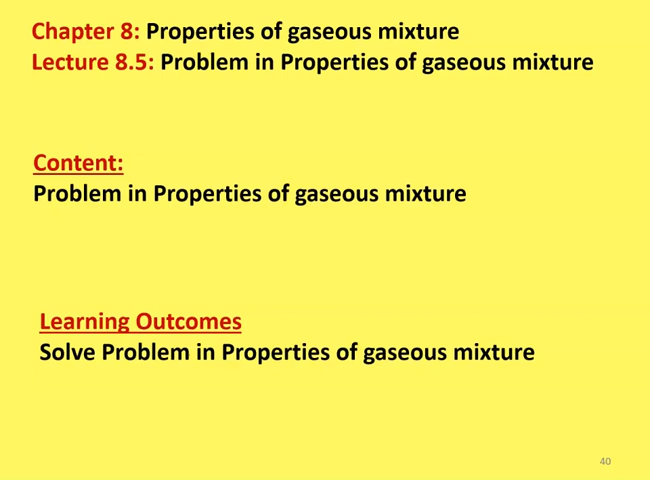 Chapter 8: Properties of gaseous mixture
Lecture 8.5: Problem in Properties of gaseous mixture
Content:
Problem in Properties of gaseous mixture
Learning Outcomes
Solve Problem in Properties of gaseous mixture
40